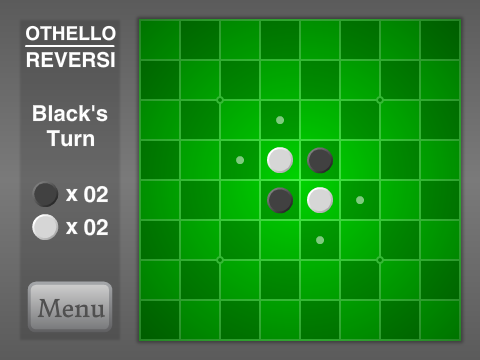 OTHELLO
REVERSI
Black's
Turn
x 02
x 02
Menu